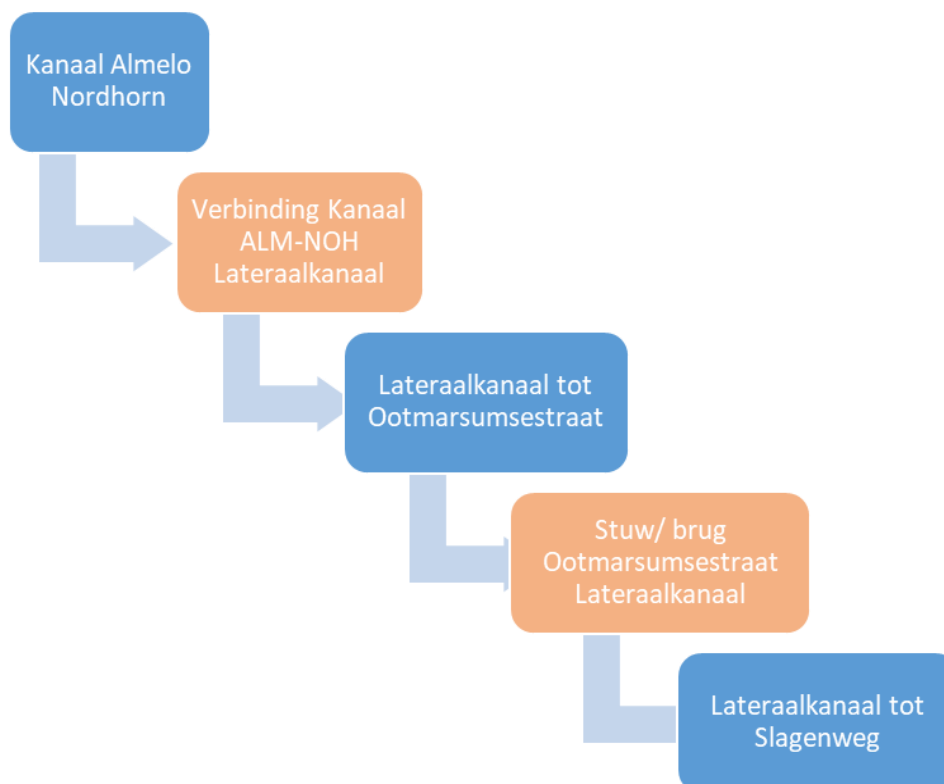 Kanaal Almelo
Nordhorn
Verbinding Kanaal
ALM-NOH
Lateraalkanaal
Lateraalkanaal tot
Ootmarsumsestraat
Stuw/ brug
Ootmarsumsestraat
Lateraalkanaal
Lateraalkanaal tot
Slagenweg